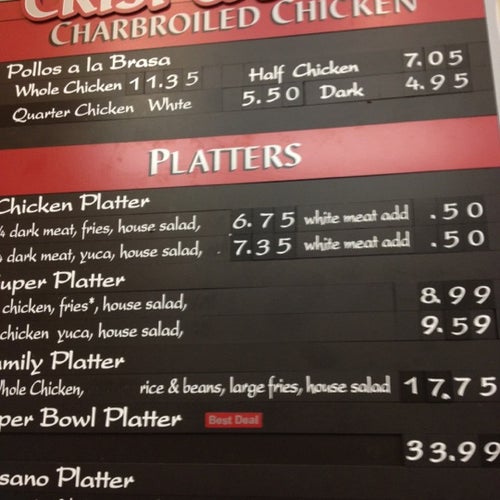 CHARBROILED CHICKEN
Pollos a la Brasa
Whole Chicken 11.35 Half Chicken 7.05
Quarter Chicken White 5.50 Dark 4.95
PLATTERS
Chicken Platter
¼ dark meat, fries, house salad, 6.75 white meat add .50
dark meat, yuca, house salad, 7.35 white meat add .50
uper Platter
chicken, fries*, house salad, 8.99
chicken yuca, house salad, 9.59
mily Platter
Whole Chicken, rice & beans, large fries, house salad 17.75
per Bowl Platter Best Deal
33.99
sano Platter